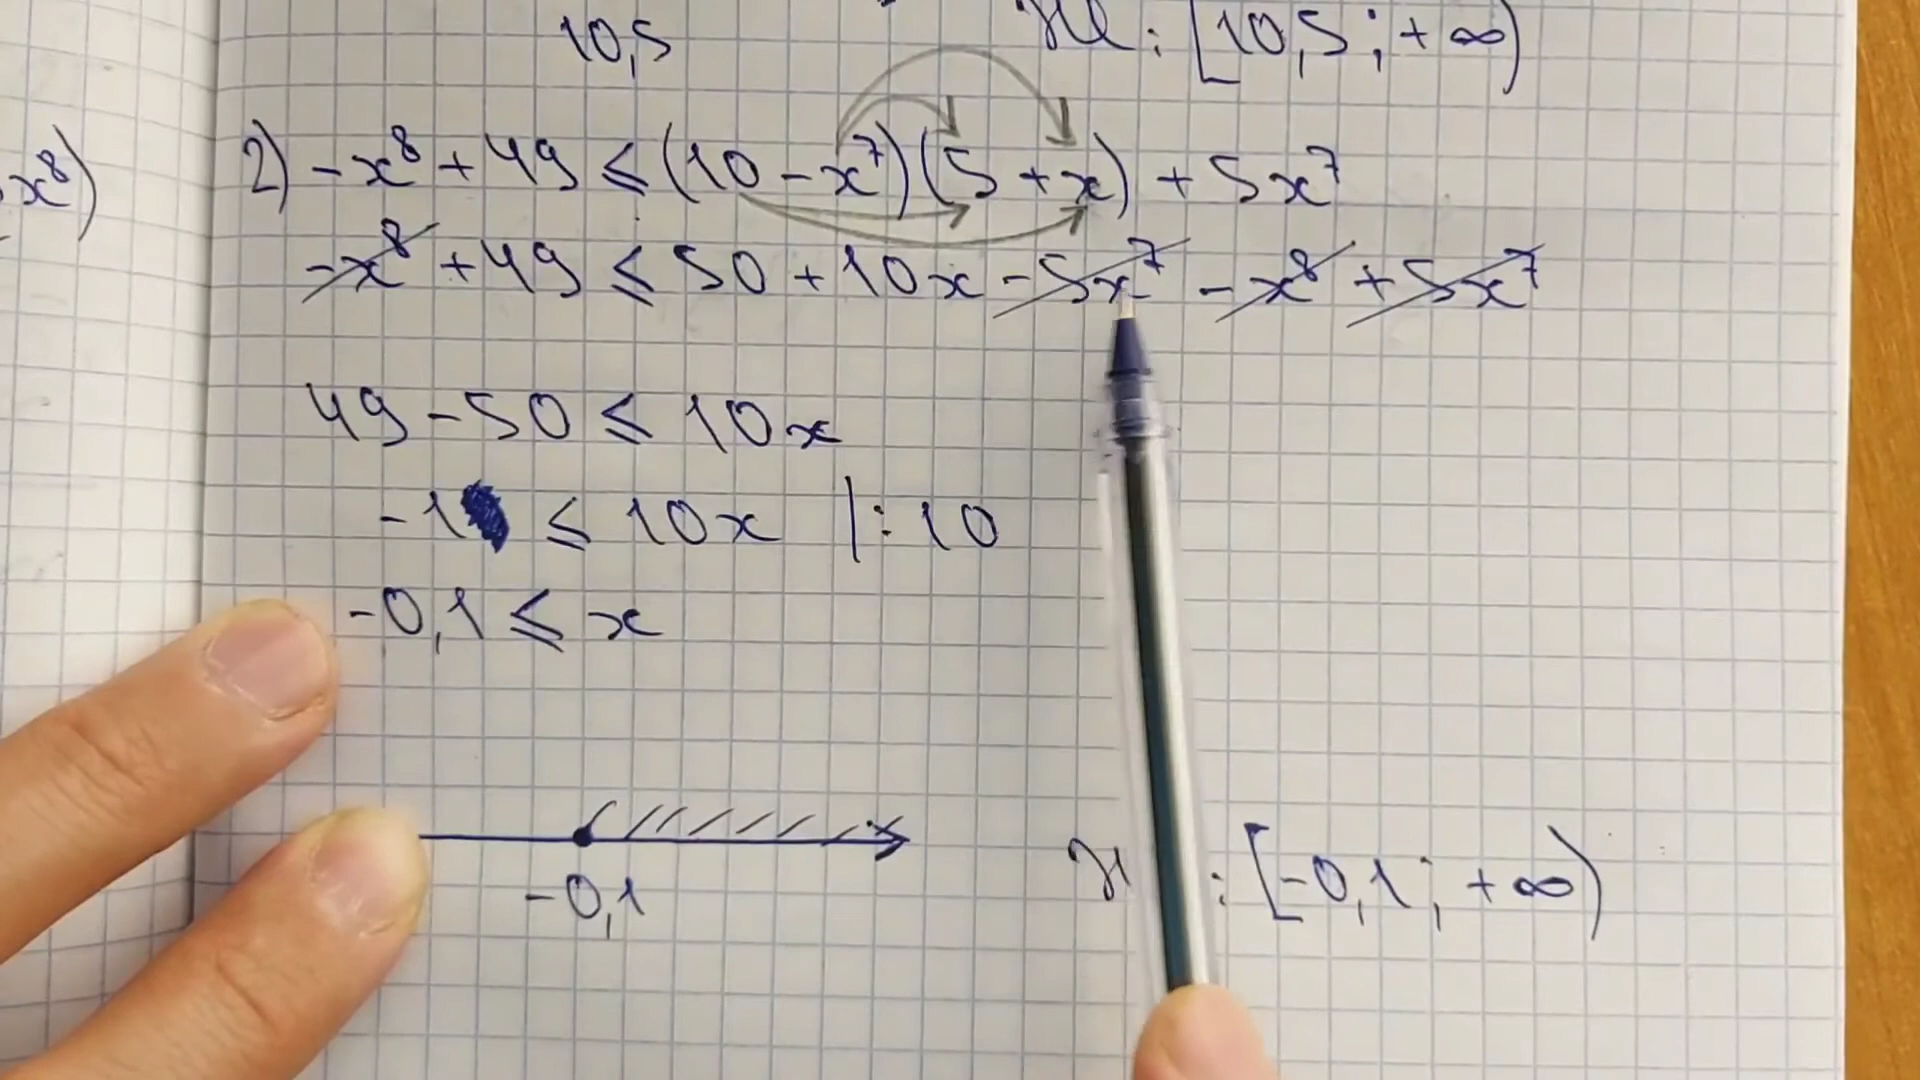 10,5
: [10,5; +∞)
x⁸)
2) -x⁸ + 49 ⩽ (10 - x⁷)(5 + x) + 5x⁷
-x⁸ + 49 ⩽ 50 + 10x - 5x⁷ - x⁸ + 5x⁷
49 - 50 ⩽ 10x
-1 ⩽ 10x |: 10
-0,1 ⩽ x
-0,1
: [-0,1; +∞)